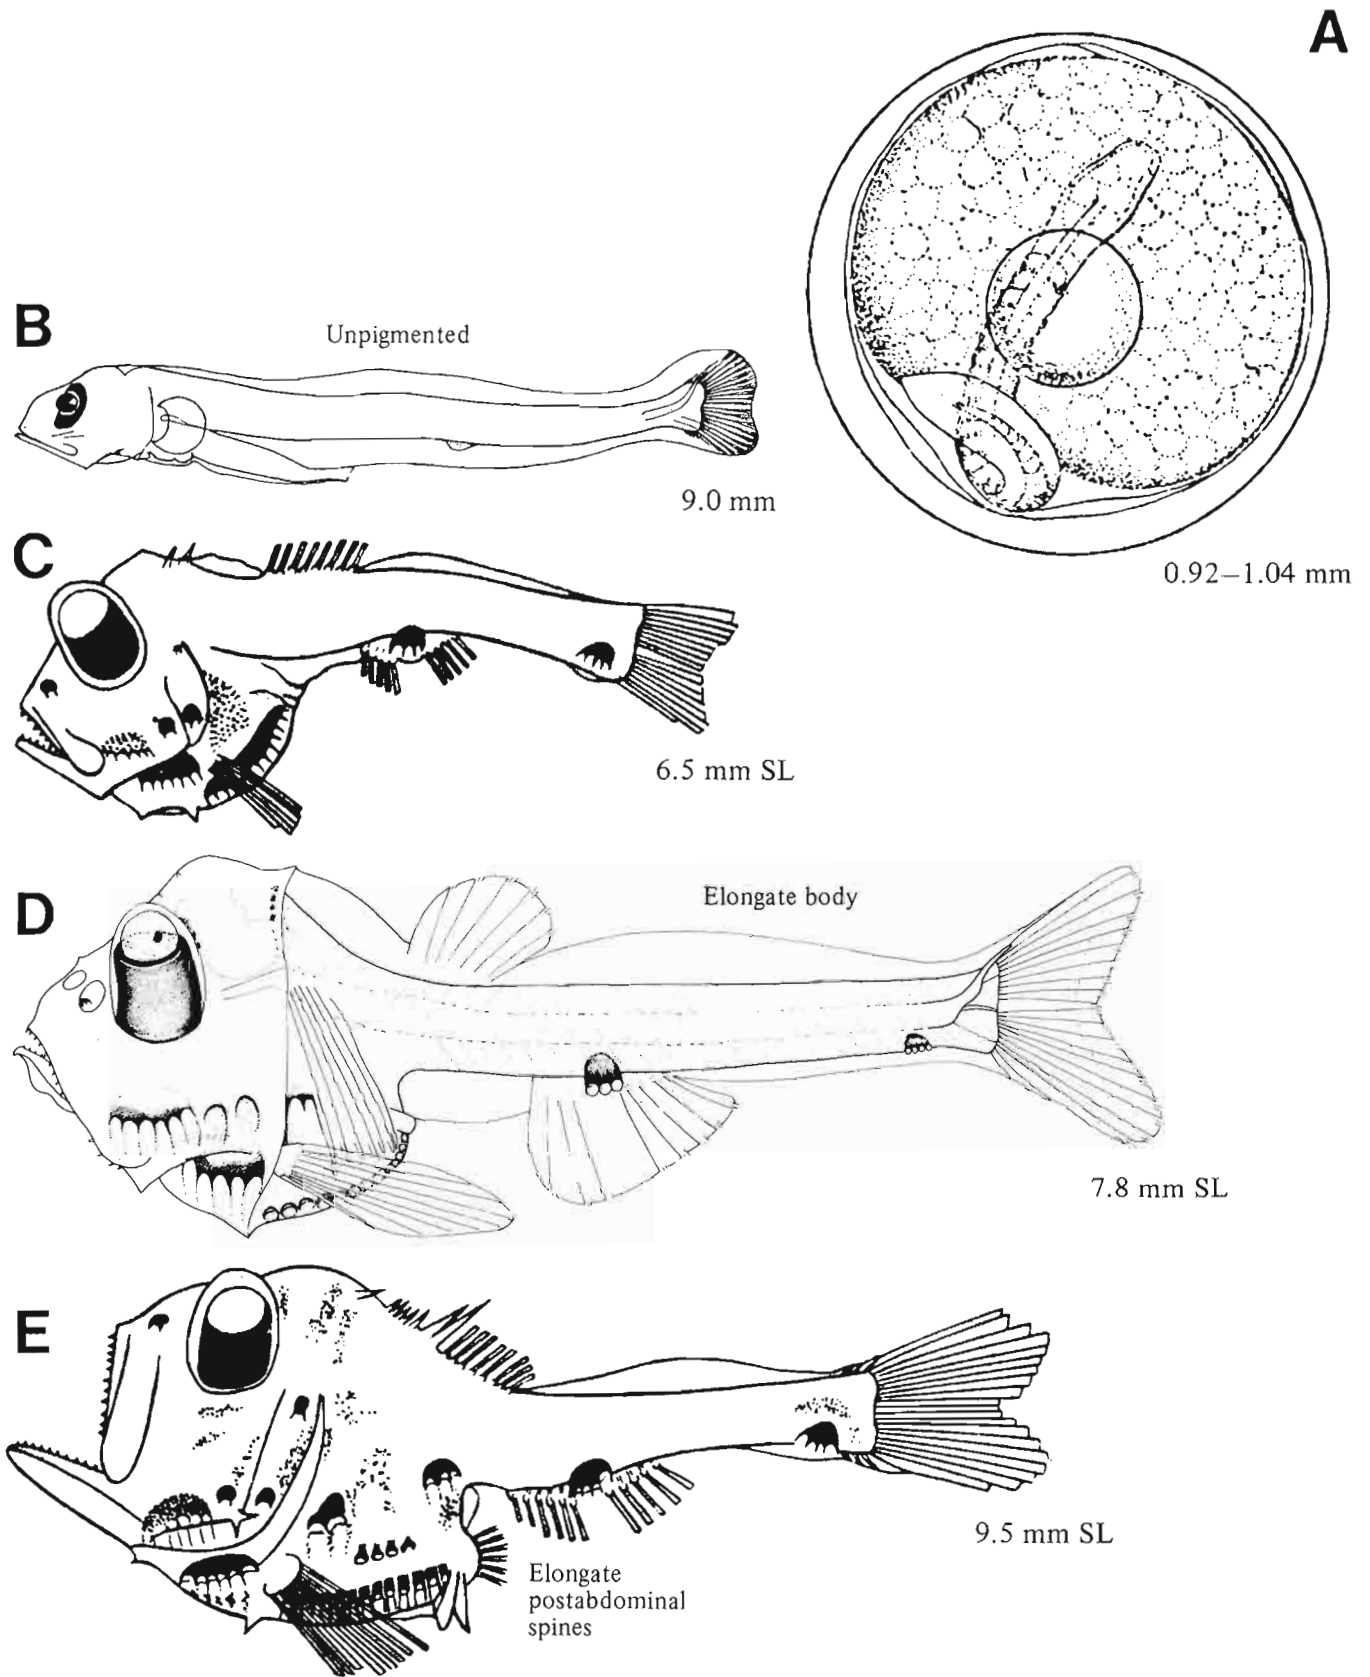 A
0.92–1.04 mm
B
Unpigmented
9.0 mm
C
6.5 mm SL
D
Elongate body
7.8 mm SL
E
9.5 mm SL
Elongate
postabdominal
spines